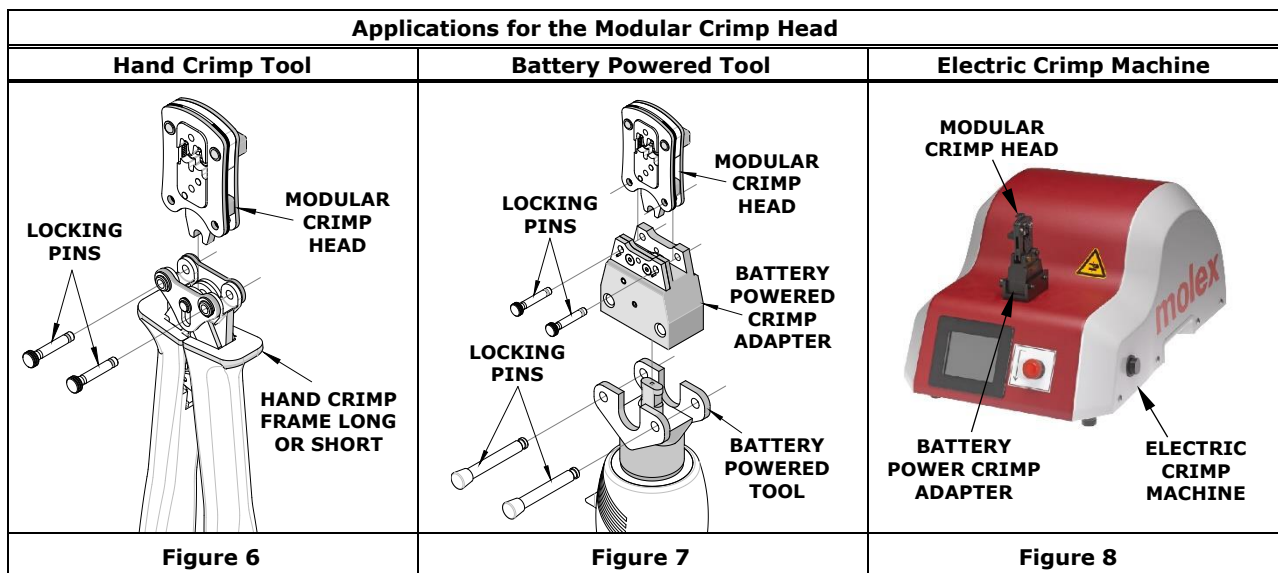 Applications for the Modular Crimp Head
Hand Crimp Tool
Battery Powered Tool
Electric Crimp Machine
MODULAR
CRIMP
HEAD
LOCKING
PINS
HAND CRIMP
FRAME LONG
OR SHORT
MODULAR
CRIMP
HEAD
LOCKING
PINS
BATTERY
POWERED
CRIMP
ADAPTER
LOCKING
PINS
BATTERY
POWERED
TOOL
MODULAR
CRIMP HEAD
molex
BATTERY
POWER CRIMP
ADAPTER
ELECTRIC
CRIMP
MACHINE
Figure 6
Figure 7
Figure 8